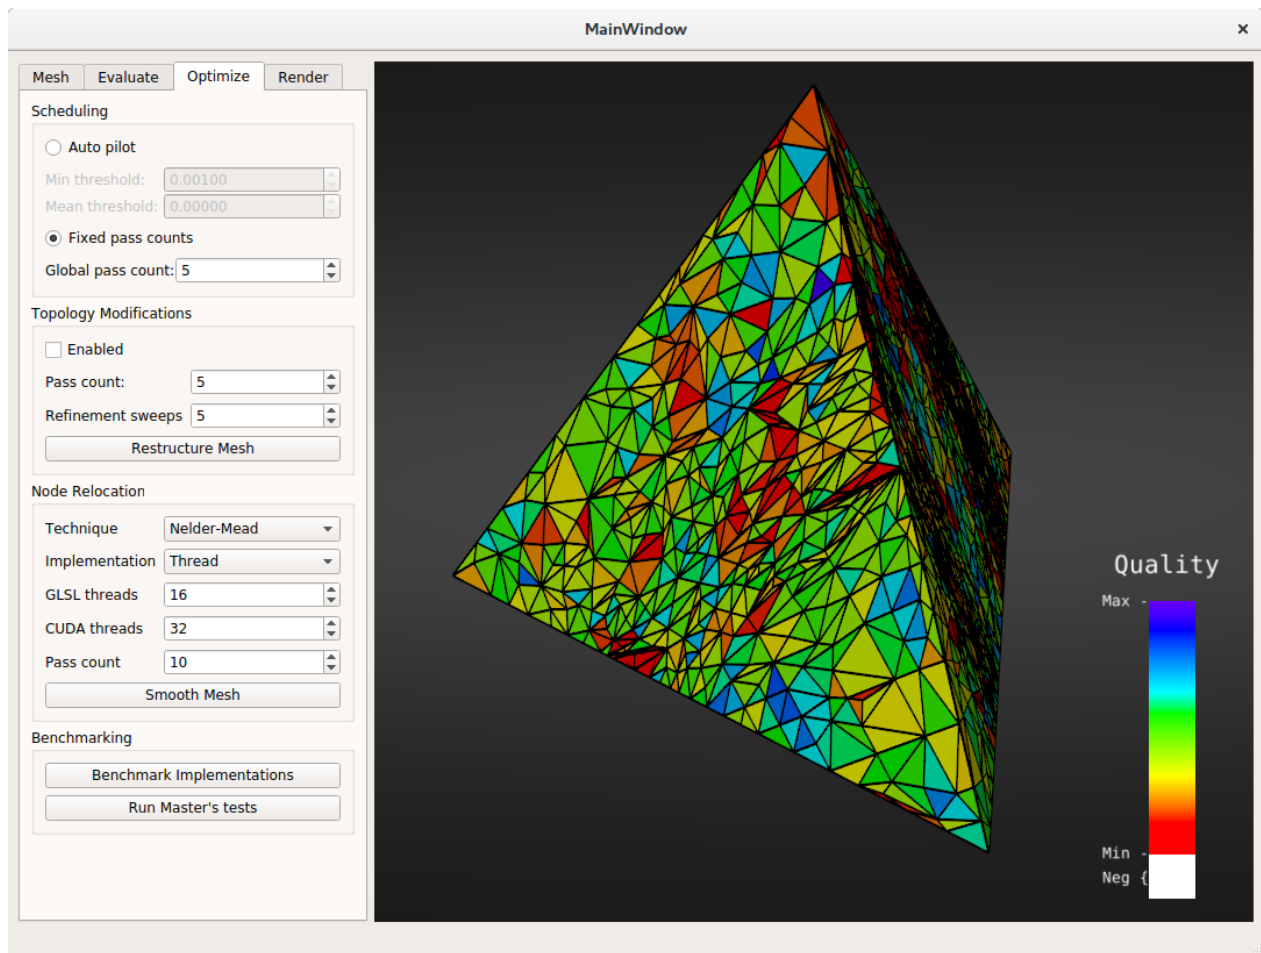 MainWindow
Mesh Evaluate Optimize Render
Scheduling
Auto pilot
Min threshold: 0.00100
Mean threshold: 0.00000
Fixed pass counts
Global pass count: 5
Topology Modifications
Enabled
Pass count: 5
Refinement sweeps 5
Restructure Mesh
Node Relocation
Technique Nelder-Mead
Implementation Thread
GLSL threads 16
CUDA threads 32
Pass count 10
Smooth Mesh
Benchmarking
Benchmark Implementations
Run Master's tests
Quality
Max -
Min -
Neg {